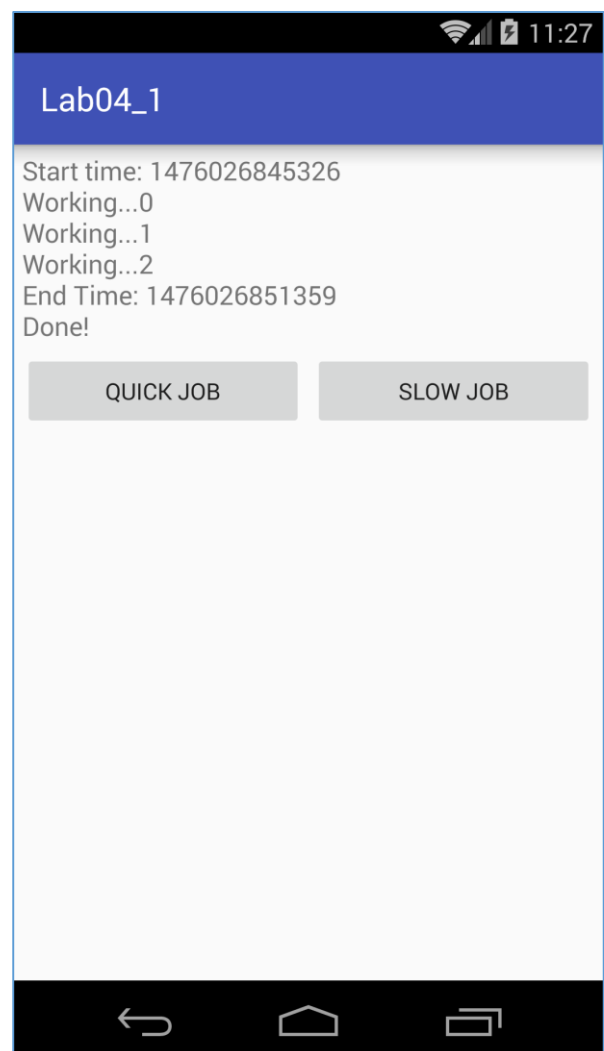 11:27
Lab04_1
Start time: 1476026845326
Working...0
Working...1
Working...2
End Time: 1476026851359
Done!
QUICK JOB SLOW JOB